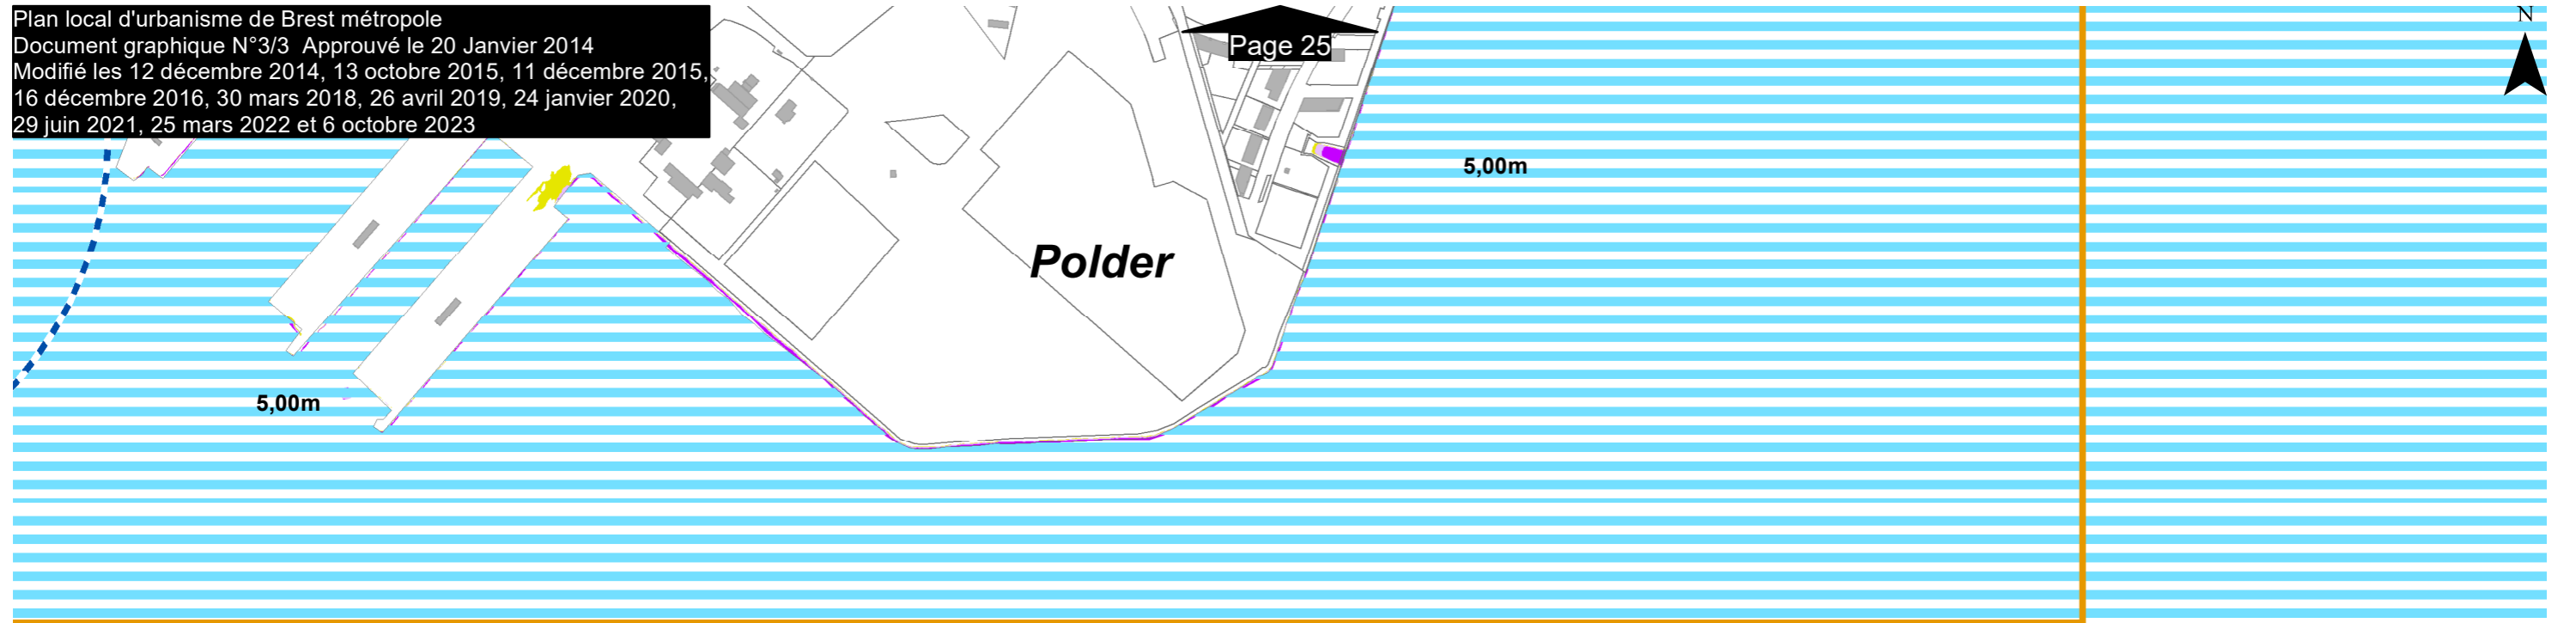 Plan local d'urbanisme de Brest métropole
Document graphique N°3/3  Approuvé le 20 Janvier 2014
Modifié les 12 décembre 2014, 13 octobre 2015, 11 décembre 2015,
16 décembre 2016, 30 mars 2018, 26 avril 2019, 24 janvier 2020,
29 juin 2021, 25 mars 2022 et 6 octobre 2023
Page 25
N
5,00m
Polder
5,00m